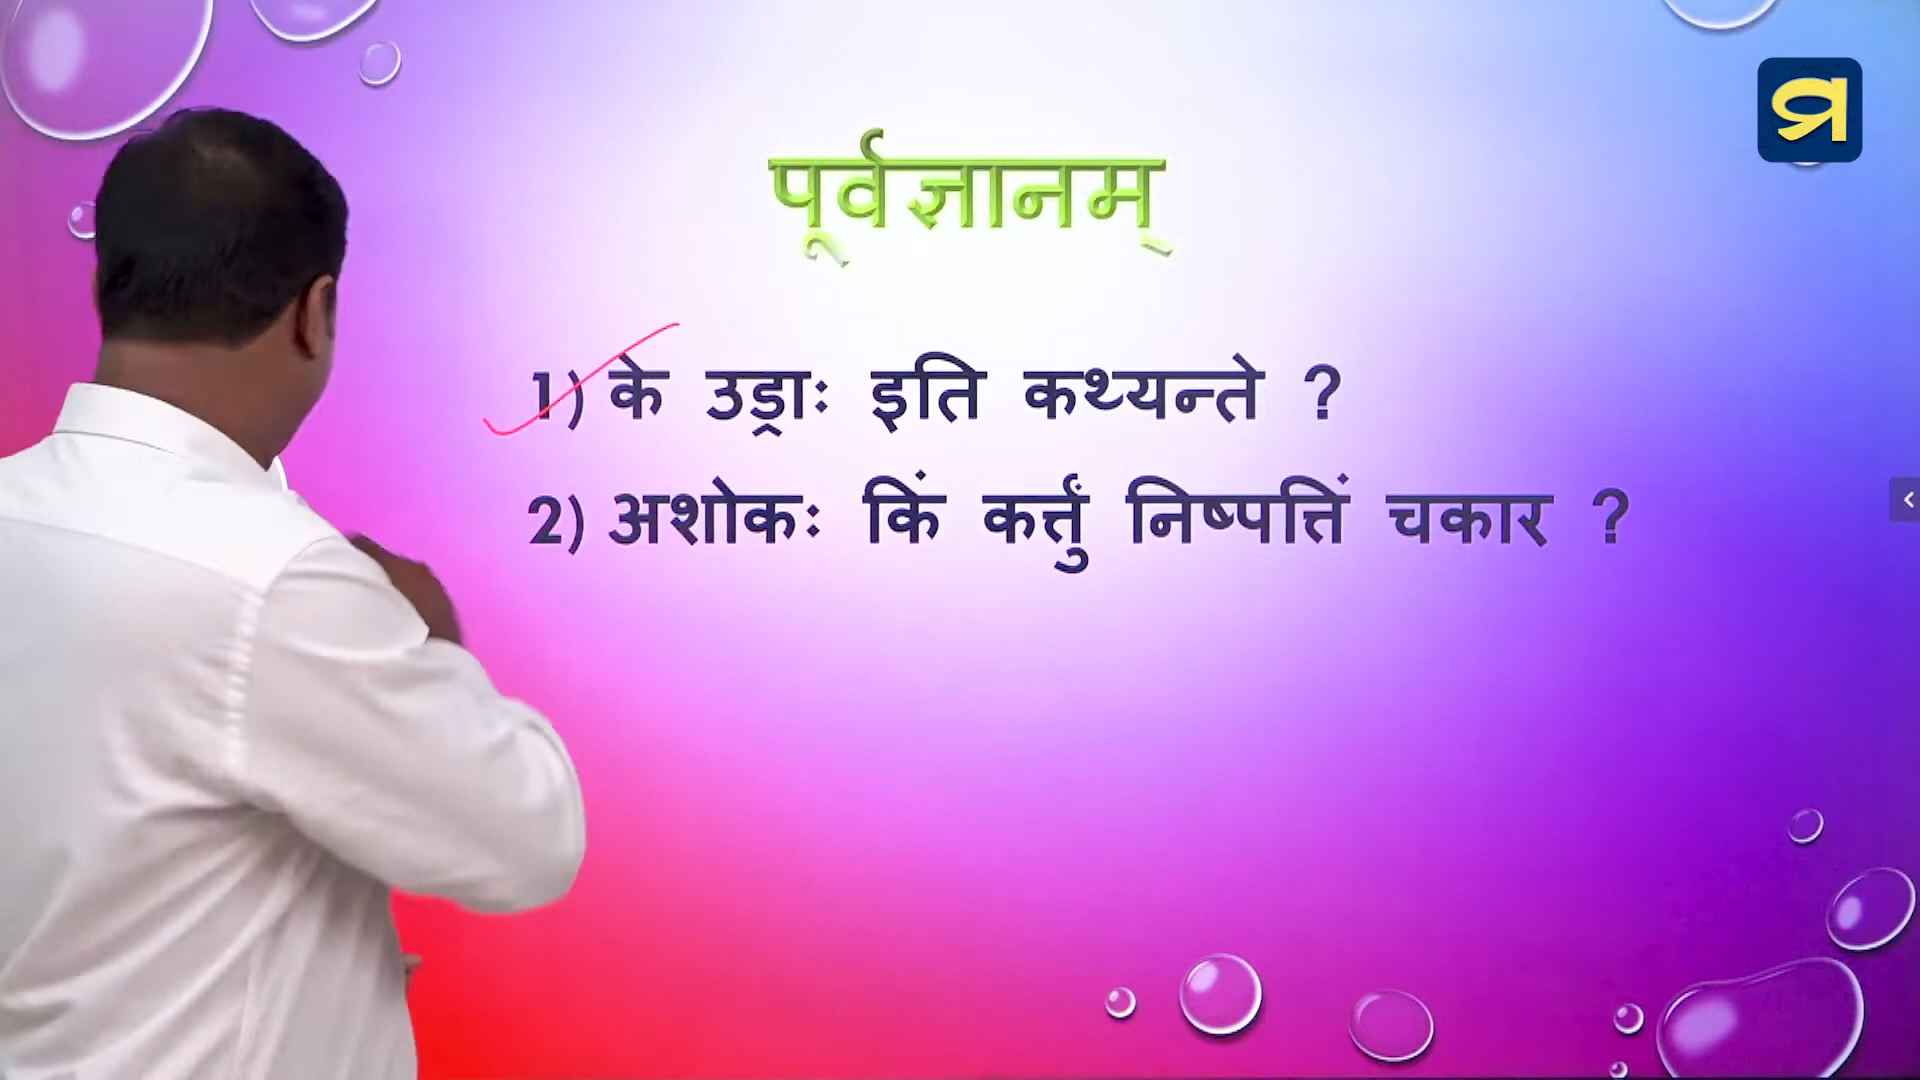 ପ୍ର
पूर्वज्ञानम्
1) के उड्राः इति कथ्यन्ते ?
2) अशोकः किं कर्त्तुं निष्पत्तिं चकार ?